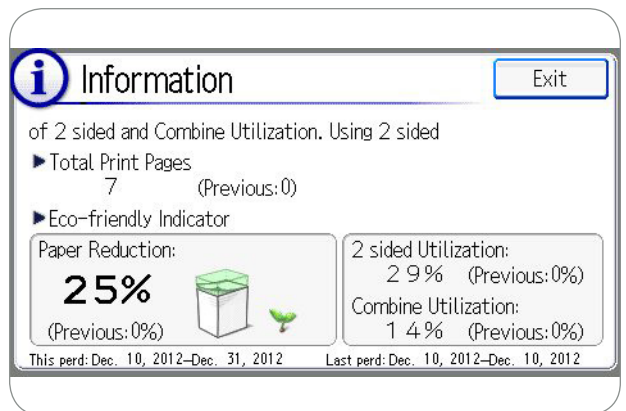 i Information
Exit
of 2 sided and Combine Utilization. Using 2 sided
▶Total Print Pages
7 (Previous:0)
▶Eco-friendly Indicator
Paper Reduction:
25%
(Previous:0%)
2 sided Utilization:
29% (Previous:0%)
Combine Utilization:
14% (Previous:0%)
This perd: Dec. 10, 2012–Dec. 31, 2012 Last perd: Dec. 10, 2012–Dec. 10, 2012